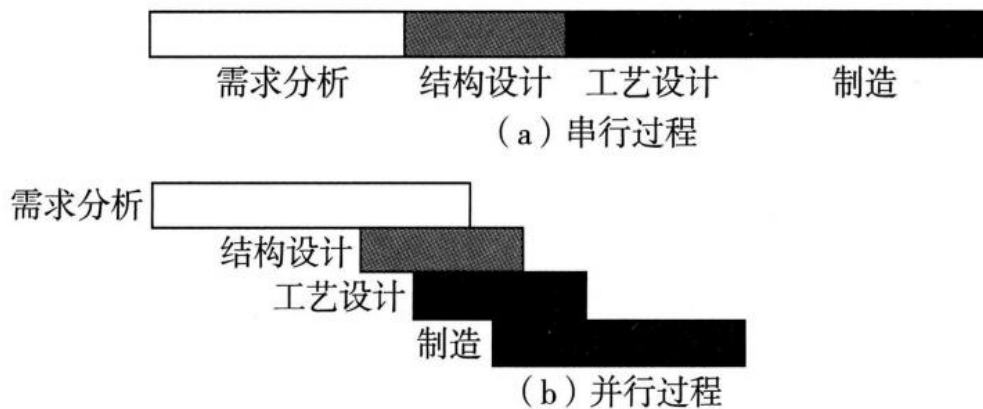 需求分析 结构设计 工艺设计 制造
(a)串行过程
需求分析
结构设计
工艺设计
制造
(b)并行过程